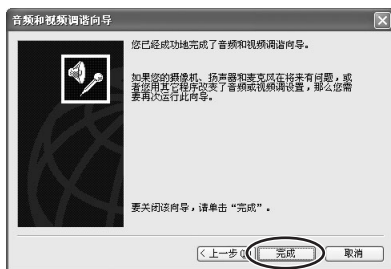 音频和视频调谐向导
您已经成功地完成了音频和视频调谐向导。
如果您的摄像机、扬声器和麦克风在将来有问题，或
者您用其它程序改变了音频或视频调设置，那么您需
要再次运行此向导。
要关闭该向导，请单击“完成”。
<上一步(B) 完成 取消